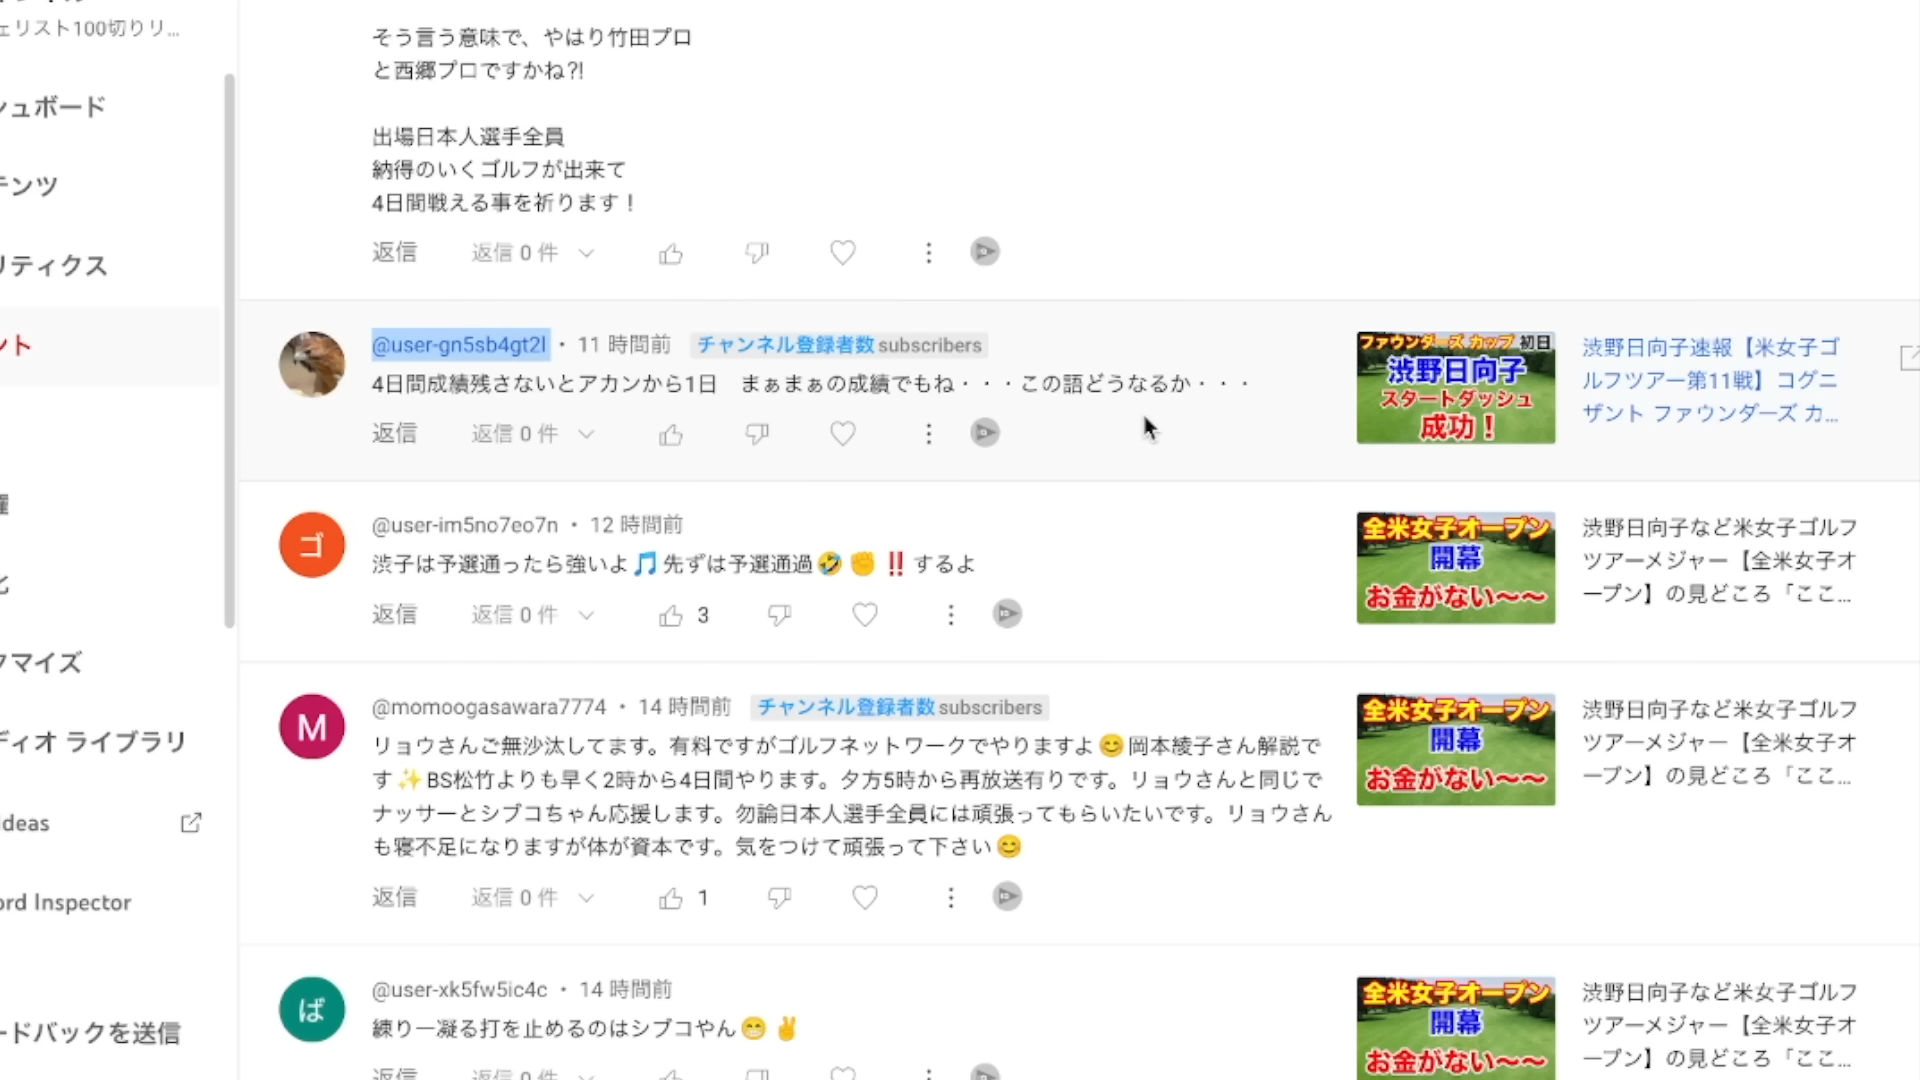 ェリスト100切りリ...
シュボード
テンツ
リティクス
ント
クマイズ
ディオ ライブラリ
deas
ord Inspector
ードバックを送信
そう言う意味で、やはり竹田プロ
と西郷プロですかね?!
出場日本人選手全員
納得のいくゴルフが出来て
4日間戦える事を祈ります！
返信 返信 0 件
@user-gn5sb4gt2l ・ 11 時間前 チャンネル登録者数 subscribers
4日間成績残さないとアカンから1日　まぁまぁの成績でもね・・・この語どうなるか・・・
返信 返信 0 件
ファウンダーズ カップ 初日
渋野日向子
スタートダッシュ
成功！
渋野日向子速報【米女子ゴ
ルフツアー第11戦】コグニ
ザント ファウンダーズ カ...
ゴ
@user-im5no7eo7n ・ 12 時間前
渋子は予選通ったら強いよ🎵先ずは予選通過🤣✊‼️するよ
返信 返信 0 件 3
全米女子オープン
開幕
お金がない〜〜
渋野日向子など米女子ゴルフ
ツアーメジャー【全米女子オ
ープン】の見どころ「ここ...
M
@momoogasawara7774 ・ 14 時間前 チャンネル登録者数 subscribers
リョウさんご無沙汰してます。有料ですがゴルフネットワークでやりますよ😊岡本綾子さん解説で
す✨BS松竹よりも早く2時から4日間やります。夕方5時から再放送有りです。リョウさんと同じで
ナッサーとシブコちゃん応援します。勿論日本人選手全員には頑張ってもらいたいです。リョウさん
も寝不足になりますが体が資本です。気をつけて頑張って下さい😊
返信 返信 0 件 1
全米女子オープン
開幕
お金がない〜〜
渋野日向子など米女子ゴルフ
ツアーメジャー【全米女子オ
ープン】の見どころ「ここ...
ば
@user-xk5fw5ic4c ・ 14 時間前
練り一凝る打を止めるのはシブコやん😁✌️
返信 返信 0 件
全米女子オープン
開幕
お金がない〜〜
渋野日向子など米女子ゴルフ
ツアーメジャー【全米女子オ
ープン】の見どころ「ここ...